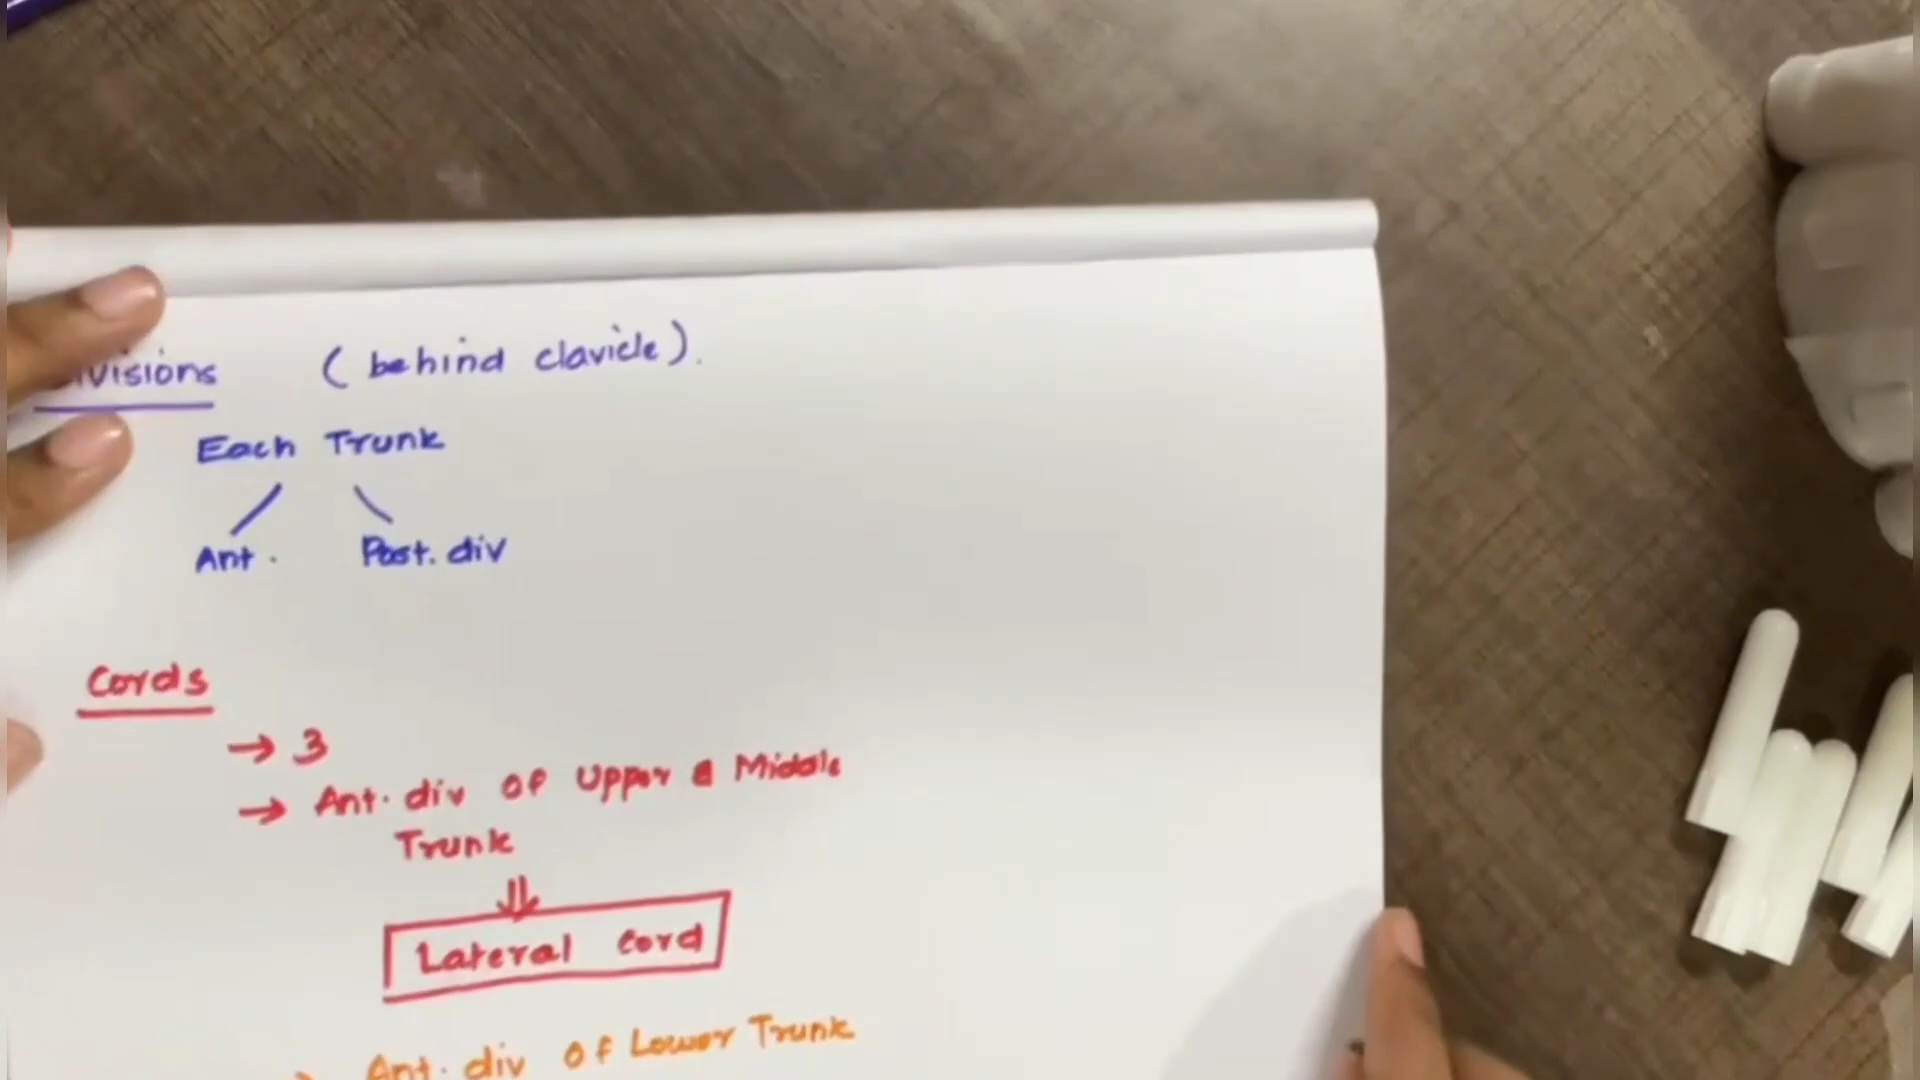 Divisions (behind clavicle).
Each Trunk
Ant. Post. div
Cords
→ 3
→ Ant. div of Upper & Middle
Trunk
⇓
Lateral cord
Ant. div of Lower Trunk